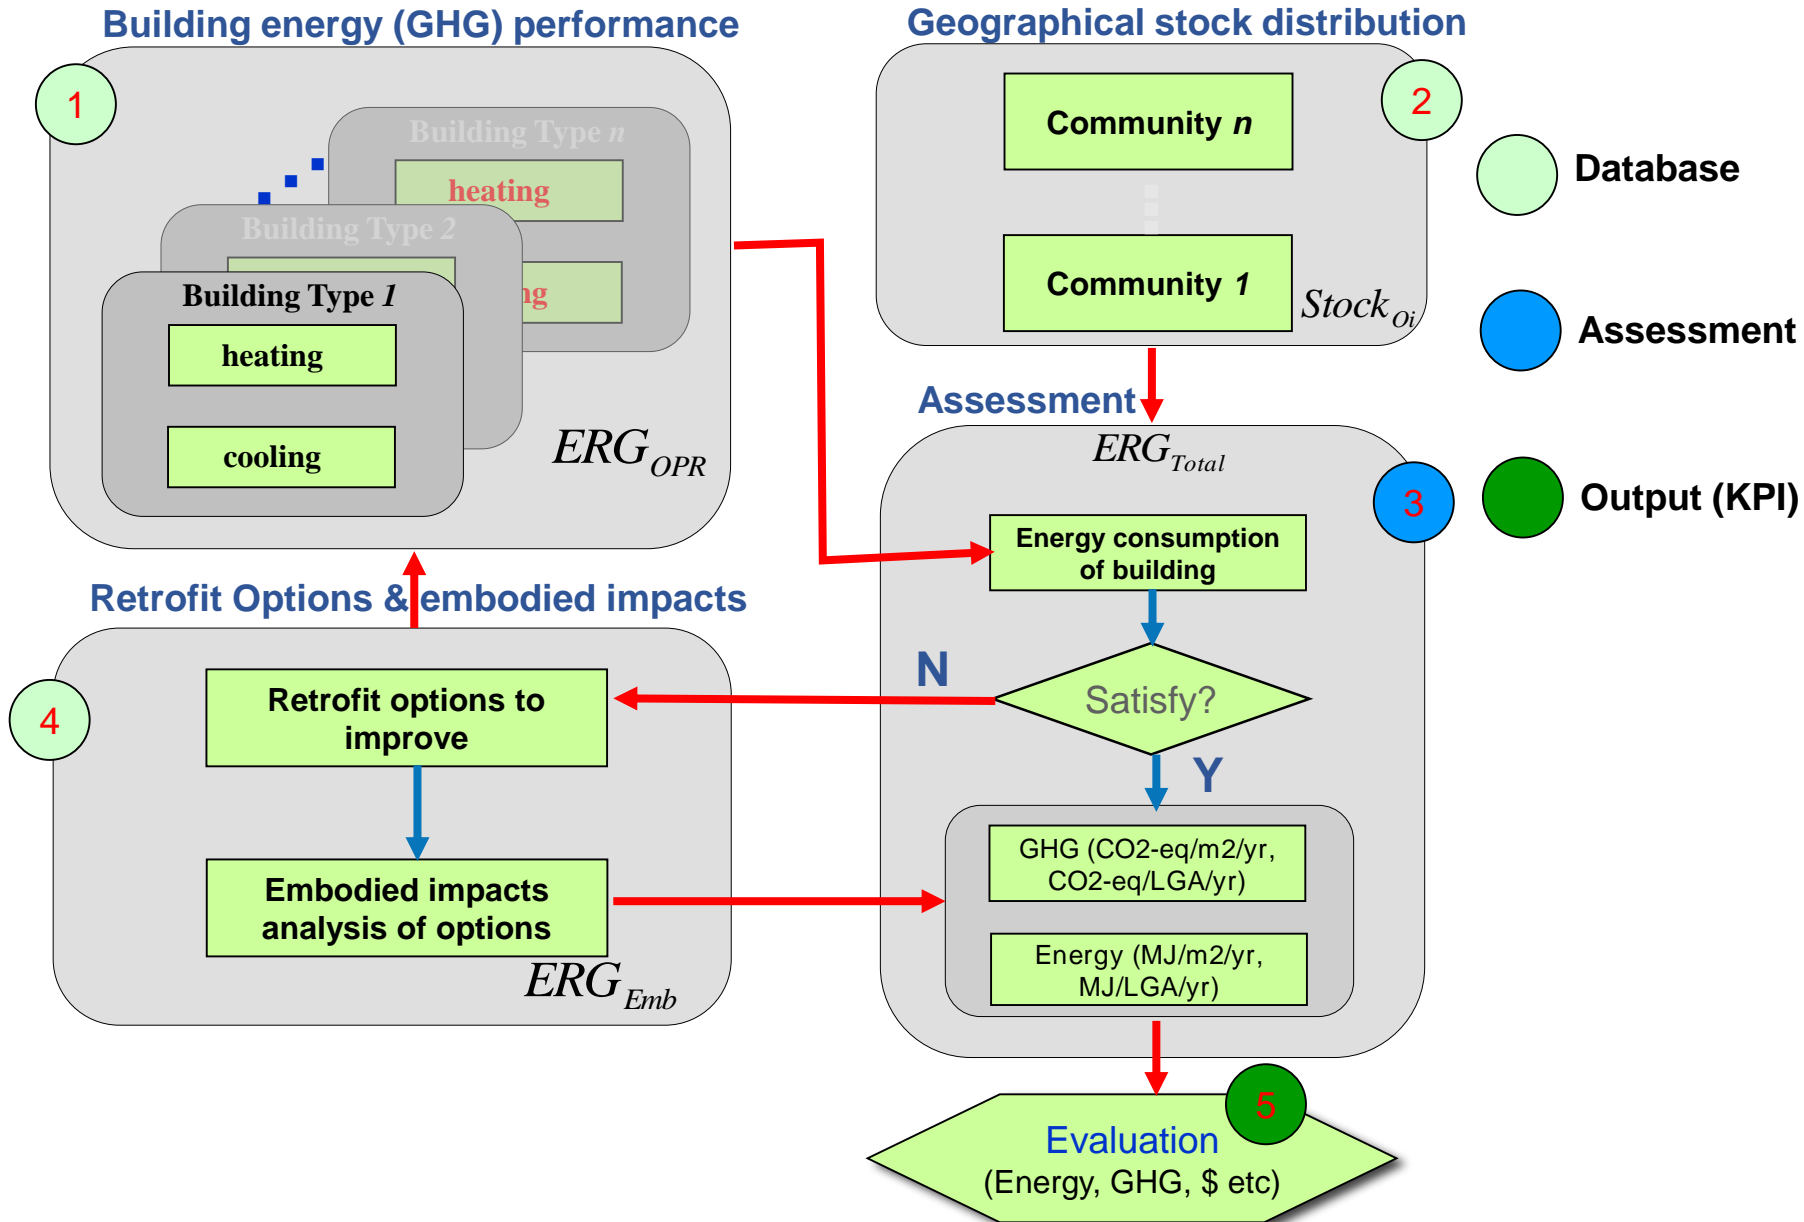 Building energy (GHG) performance
1
Building Type n
heating
ng
Building Type 2
Building Type 1
heating
cooling
ERG OPR
Geographical stock distribution
2
Community n
Community 1
Stock Oi
Database
Assessment
Output (KPI)
Assessment
ERG Total
3
Energy consumption
of building
Satisfy?
N
Y
GHG (CO2-eq/m2/yr,
CO2-eq/LGA/yr)
Energy (MJ/m2/yr,
MJ/LGA/yr)
Retrofit Options & embodied impacts
4
Retrofit options to
improve
Embodied impacts
analysis of options
ERG Emb
5
Evaluation
(Energy, GHG, $ etc)